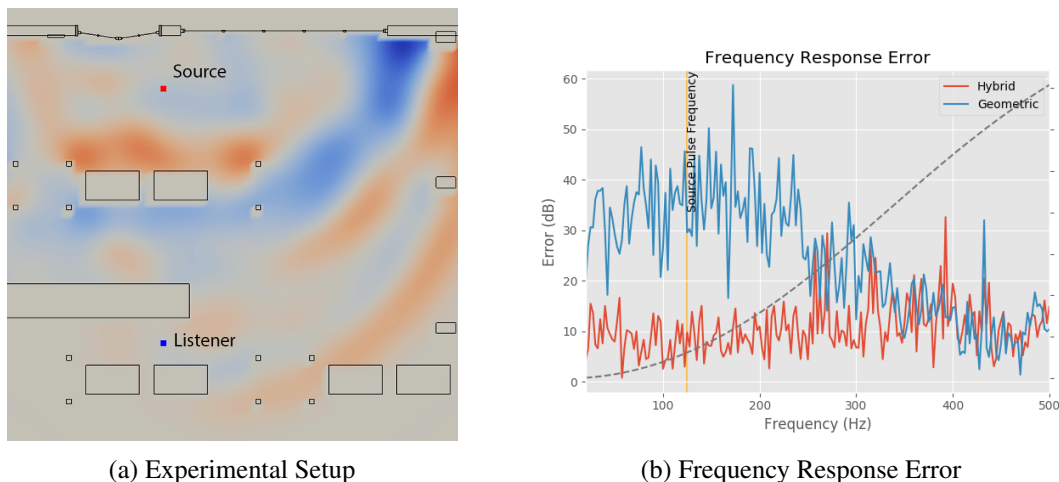 Source
Listener
(a) Experimental Setup
Frequency Response Error
Hybrid
Geometric
Source Pulse Frequency
Error (dB)
60
50
40
30
20
10
0
100
200
300
400
500
Frequency (Hz)
(b) Frequency Response Error